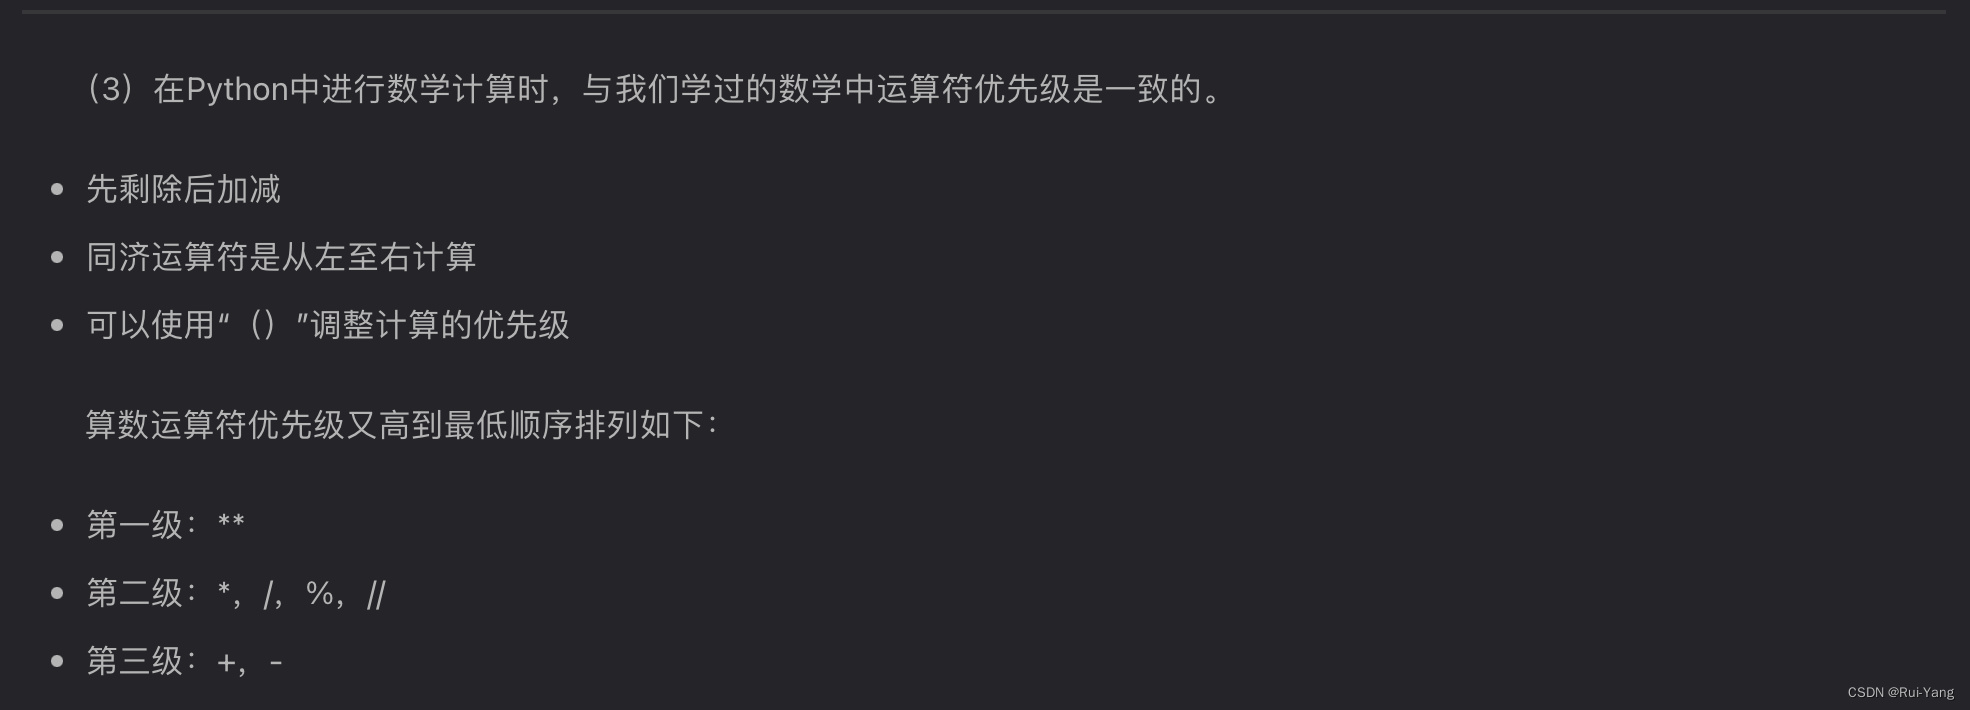 （3）在Python中进行数学计算时，与我们学过的数学中运算符优先级是一致的。
先剩除后加减
同济运算符是从左至右计算
可以使用“（）”调整计算的优先级
算数运算符优先级又高到最低顺序排列如下：
第一级：**
第二级：*，/，%，//
第三级：+，-
CSDN @Rui-Yang